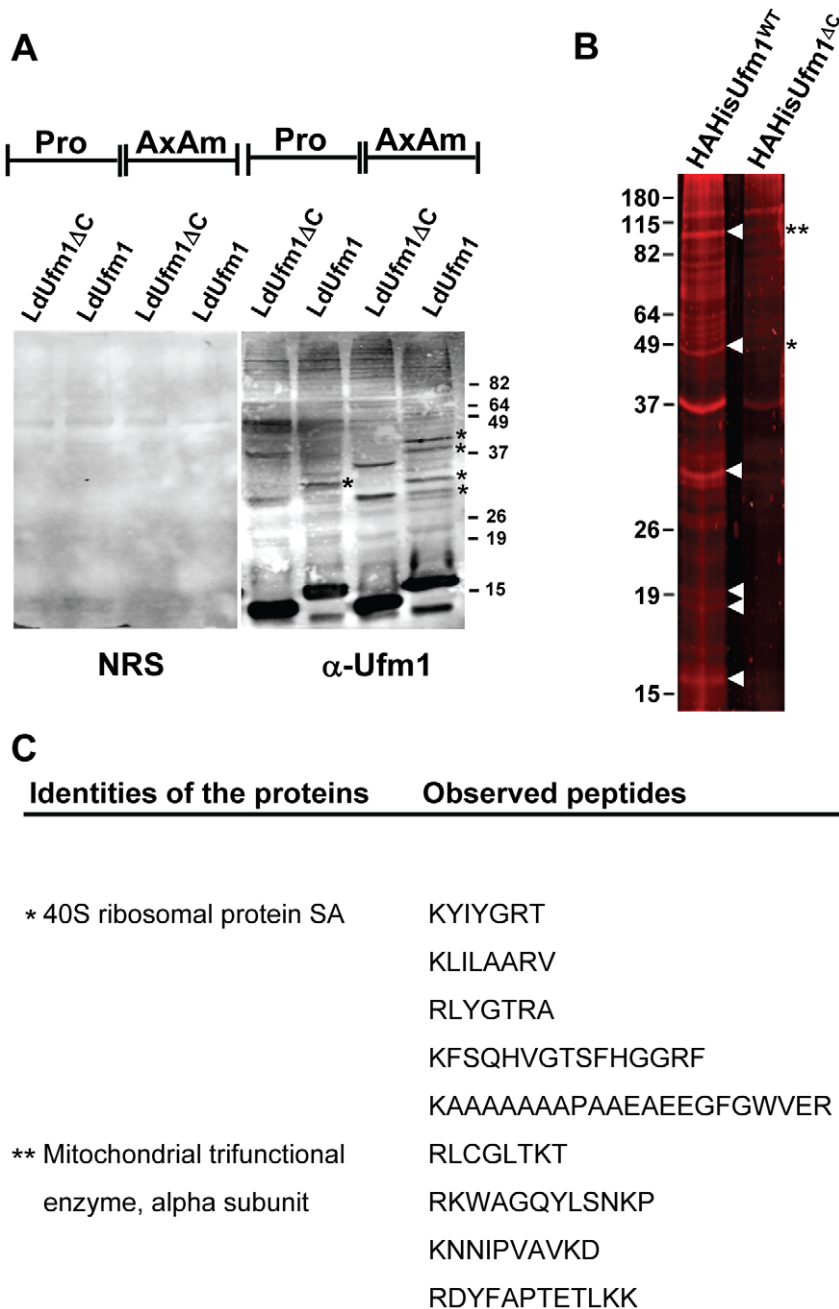 A
Pro AxAm Pro AxAm
LdUfm1ΔC LdUfm1 LdUfm1ΔC LdUfm1 LdUfm1ΔC LdUfm1 LdUfm1ΔC LdUfm1
82
64
49
*
37
*
*
*
*
26
19
15
NRS α-Ufm1
B
HAHisUfm1WT HAHisUfm1ΔC
180
115
**
82
64
49
*
37
26
19
15
C
Identities of the proteins Observed peptides
* 40S ribosomal protein SA KYIYGRT
KLILAARV
RLYGTRA
KFSQHVGTSFHGGRF
KAAAAAAAPAAEAEEGFGWVER
** Mitochondrial trifunctional RLCGLTKT
enzyme, alpha subunit RKWAGQYLSNKP
KNNIPVAVKD
RDYFAPTETLKK